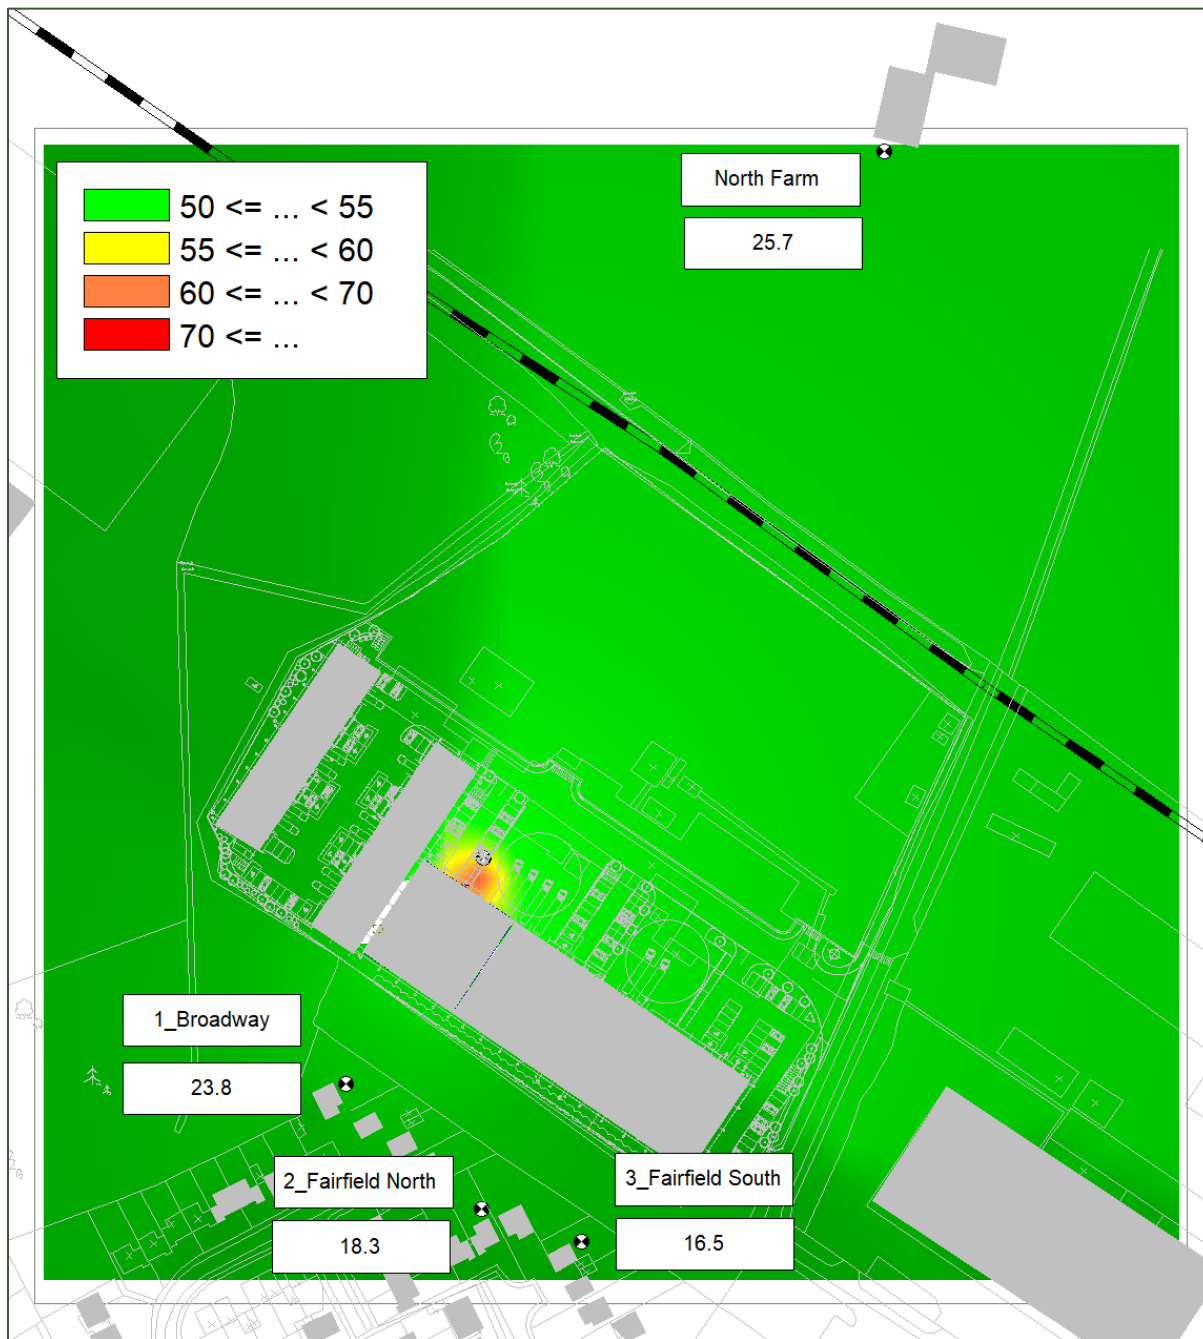 50 <= ... < 55
55 <= ... < 60
60 <= ... < 70
70 <= ...
North Farm
25.7
1_Broadway
23.8
2_Fairfield North
18.3
3_Fairfield South
16.5